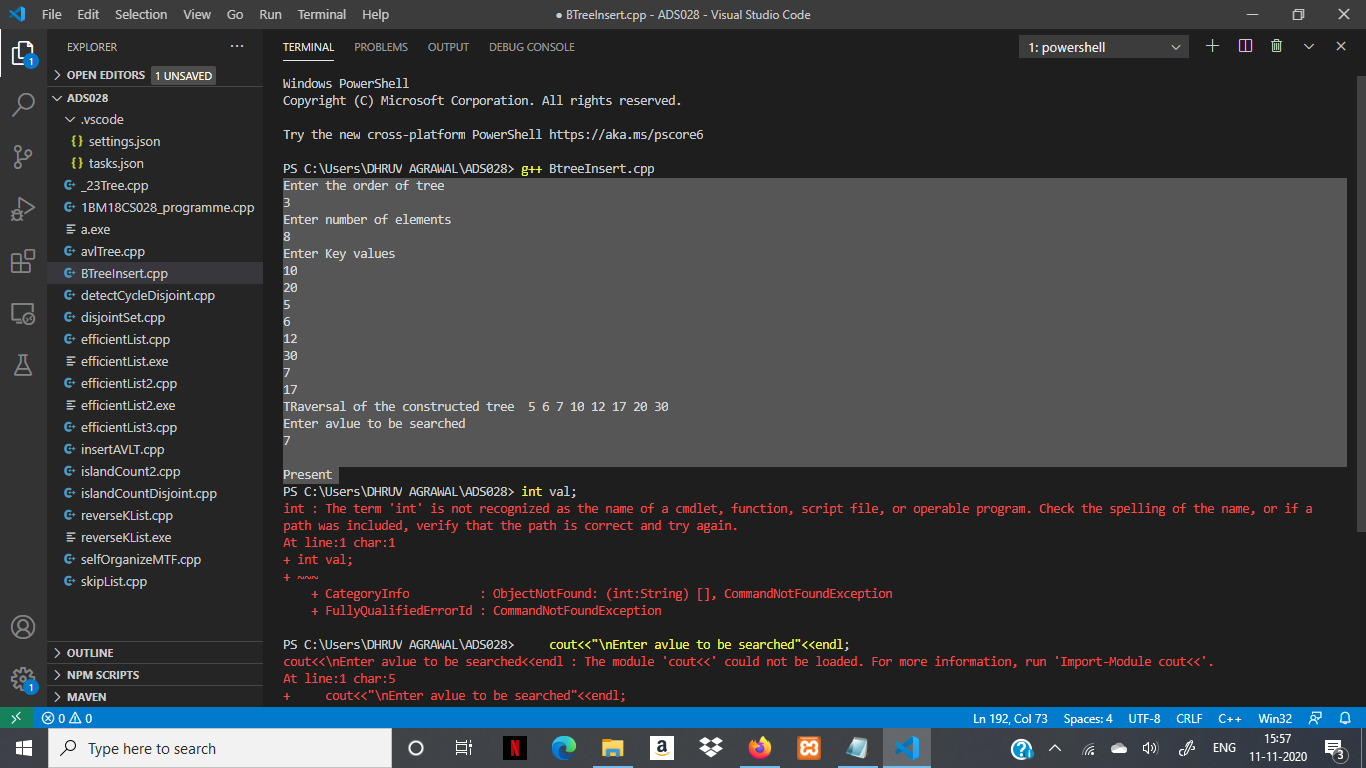 File Edit Selection View Go Run Terminal Help
● BTreeInsert.cpp - ADS028 - Visual Studio Code
EXPLORER
OPEN EDITORS 1 UNSAVED
ADS028
.vscode
{} settings.json
{} tasks.json
_23Tree.cpp
1BM18CS028_programme.cpp
a.exe
avlTree.cpp
BTreeInsert.cpp
detectCycleDisjoint.cpp
disjointSet.cpp
efficientList.cpp
efficientList.exe
efficientList2.cpp
efficientList2.exe
efficientList3.cpp
insertAVLT.cpp
islandCount2.cpp
islandCountDisjoint.cpp
reverseKList.cpp
reverseKList.exe
selfOrganizeMTF.cpp
skipList.cpp
OUTLINE
NPM SCRIPTS
MAVEN
1
1
TERMINAL PROBLEMS OUTPUT DEBUG CONSOLE
1: powershell
Windows PowerShell
Copyright (C) Microsoft Corporation. All rights reserved.
Try the new cross-platform PowerShell https://aka.ms/pscore6
PS C:\Users\DHRUV AGRAWAL\ADS028> g++ BtreeInsert.cpp
Enter the order of tree
3
Enter number of elements
8
Enter Key values
10
20
5
6
12
30
7
17
TRaversal of the constructed tree  5 6 7 10 12 17 20 30
Enter avlue to be searched
7
Present
PS C:\Users\DHRUV AGRAWAL\ADS028> int val;
int : The term 'int' is not recognized as the name of a cmdlet, function, script file, or operable program. Check the spelling of the name, or if a
path was included, verify that the path is correct and try again.
At line:1 char:1
+ int val;
+ ~~~
    + CategoryInfo          : ObjectNotFound: (int:String) [], CommandNotFoundException
    + FullyQualifiedErrorId : CommandNotFoundException
PS C:\Users\DHRUV AGRAWAL\ADS028>     cout<<"\nEnter avlue to be searched"<<endl;
cout<<\nEnter avlue to be searched<<endl : The module 'cout<<' could not be loaded. For more information, run 'Import-Module cout<<'.
At line:1 char:5
+     cout<<"\nEnter avlue to be searched"<<endl;
0 0
Ln 192, Col 73 Spaces: 4 UTF-8 CRLF C++ Win32
Type here to search
N
a
ENG
15:57
11-11-2020
3